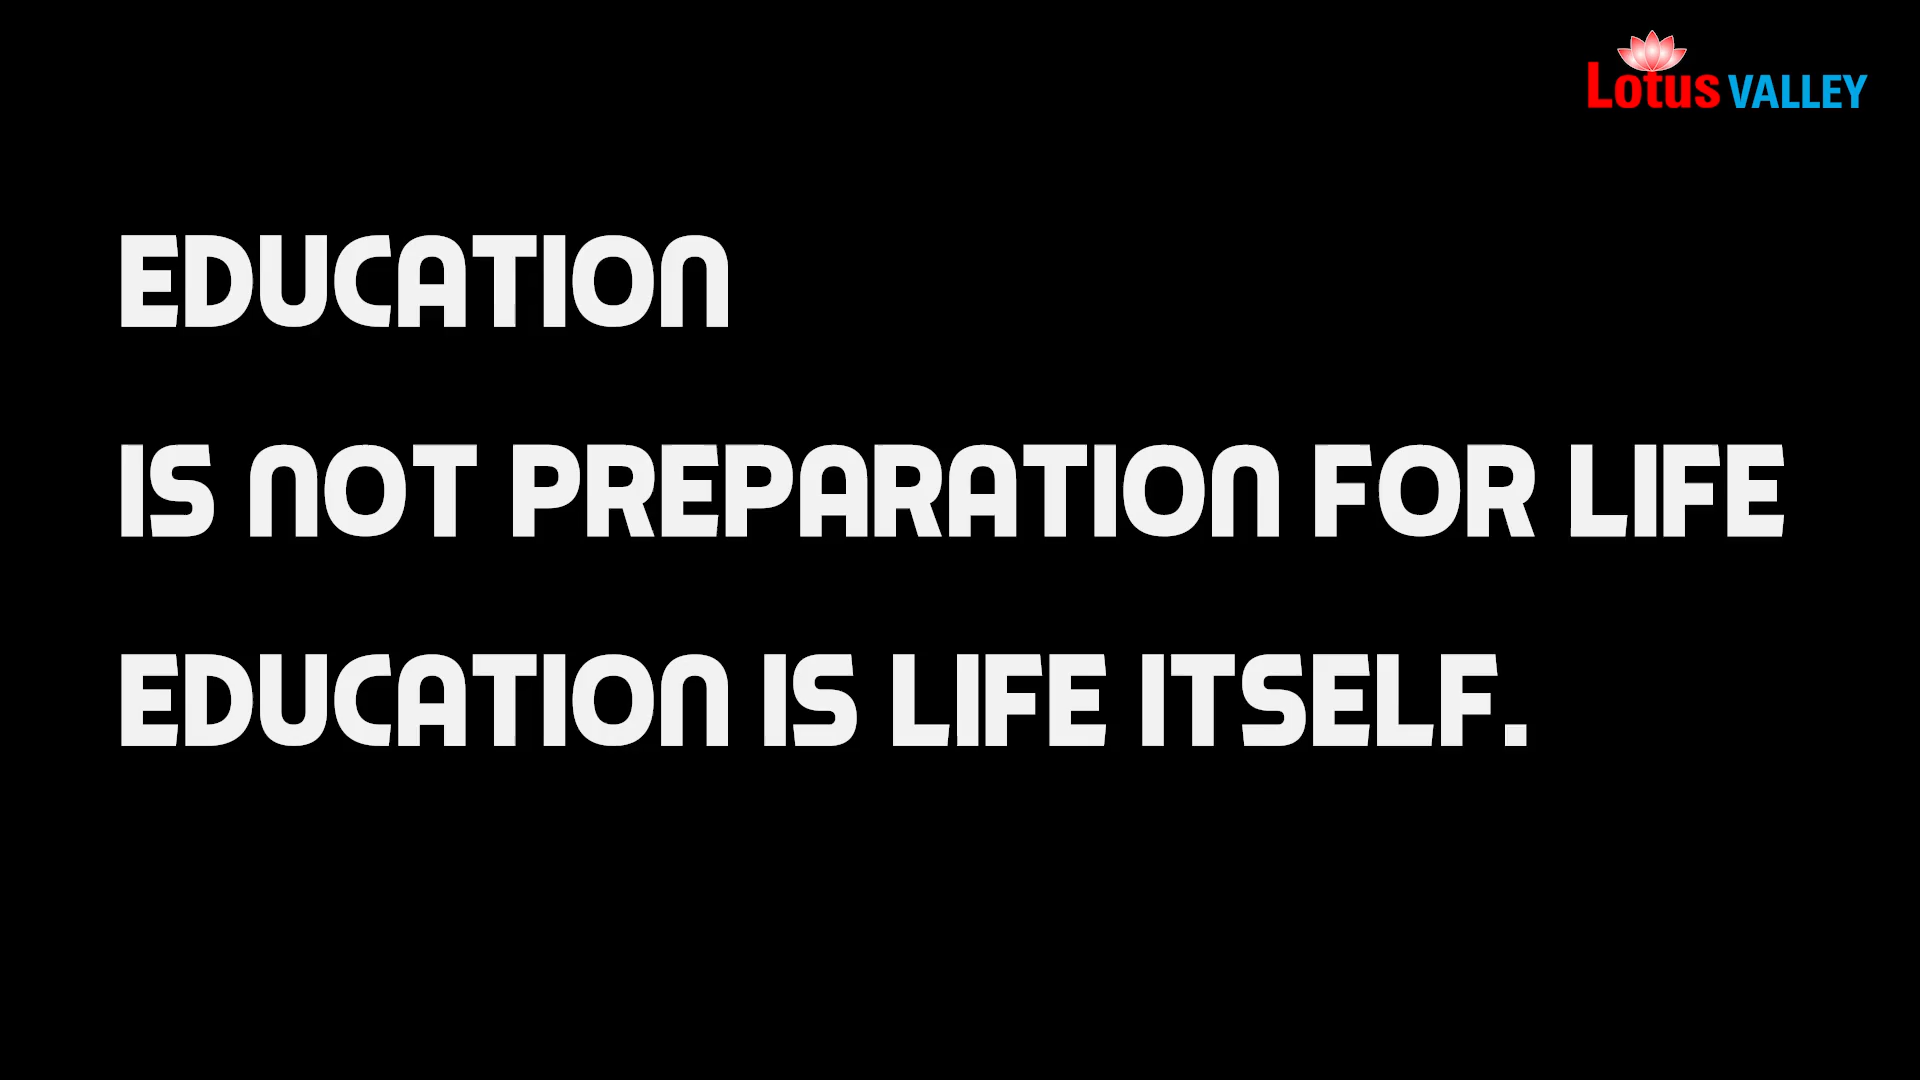 Lotus VALLEY
EDUCATION
IS NOT PREPARATION FOR LIFE
EDUCATION IS LIFE ITSELF.